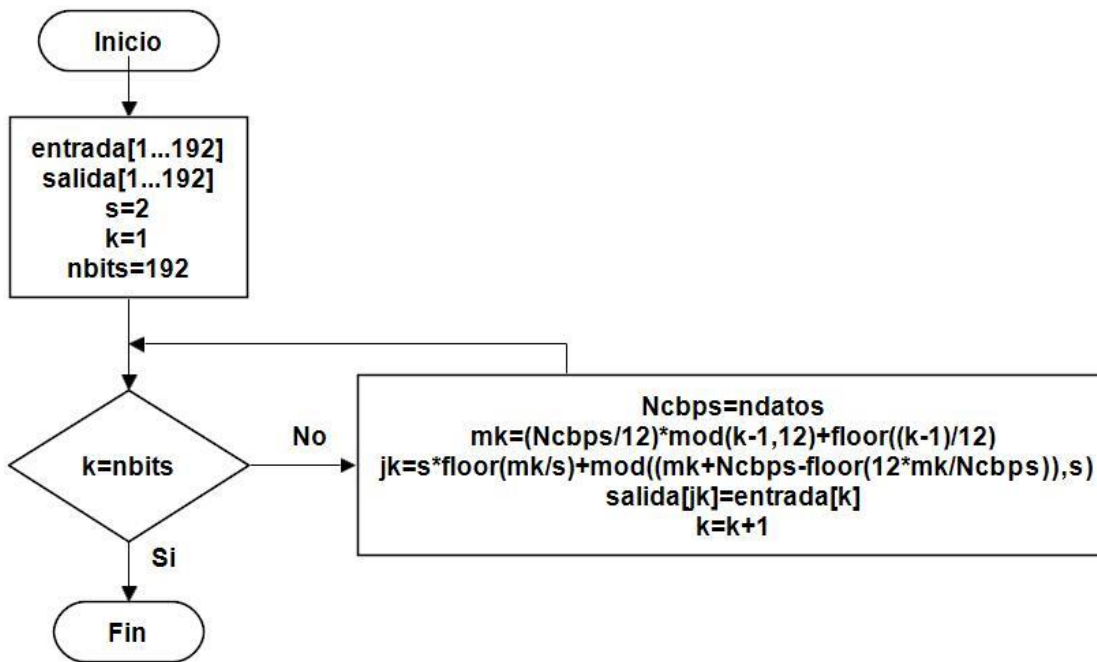 Inicio
entrada[1...192]
salida[1...192]
s=2
k=1
nbits=192
k=nbits
No
Ncbps=ndatos
mk=(Ncbps/12)*mod(k-1,12)+floor((k-1)/12)
jk=s*floor(mk/s)+mod((mk+Ncbps-floor(12*mk/Ncbps)),s)
salida[jk]=entrada[k]
k=k+1
Si
Fin